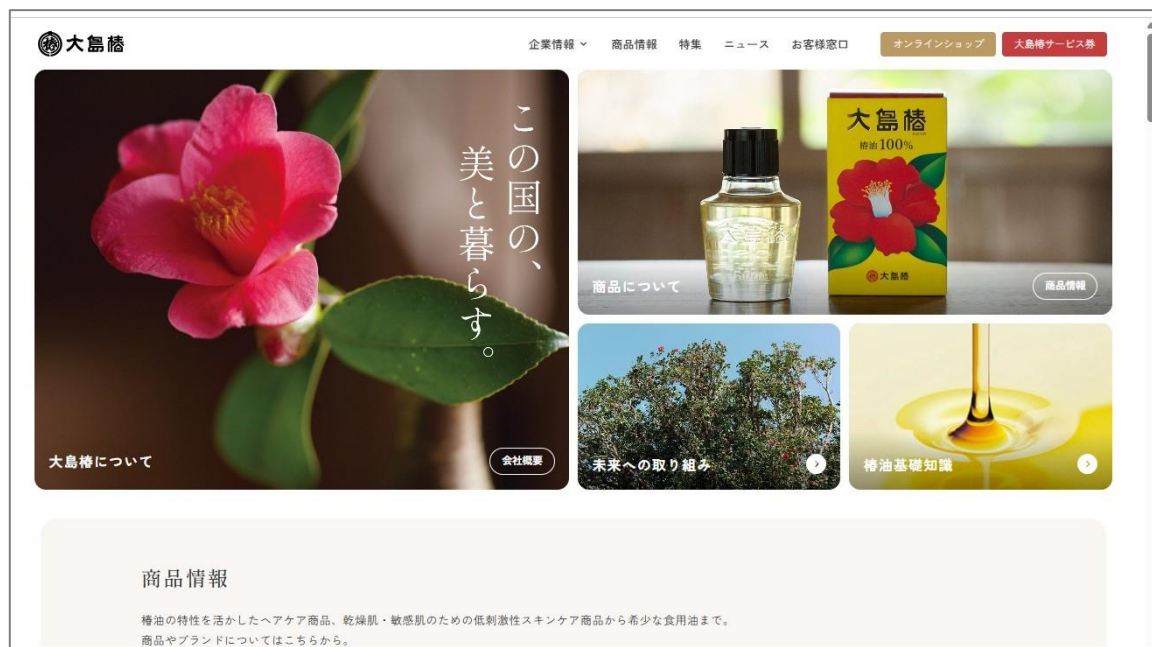 大島椿
企業情報
商品情報
特集
ニュース
お客様窓口
オンラインショップ
大島椿サービス券
この国の、
美と暮らす。
大島椿について
会社概要
大島椿
椿油100%
大島椿
大島椿
商品について
商品情報
未来への取り組み
椿油基礎知識
商品情報
椿油の特性を活かしたヘアケア商品、乾燥肌・敏感肌のための低刺激性スキンケア商品から希少な食用油まで。
商品やブランドについてはこちらから。